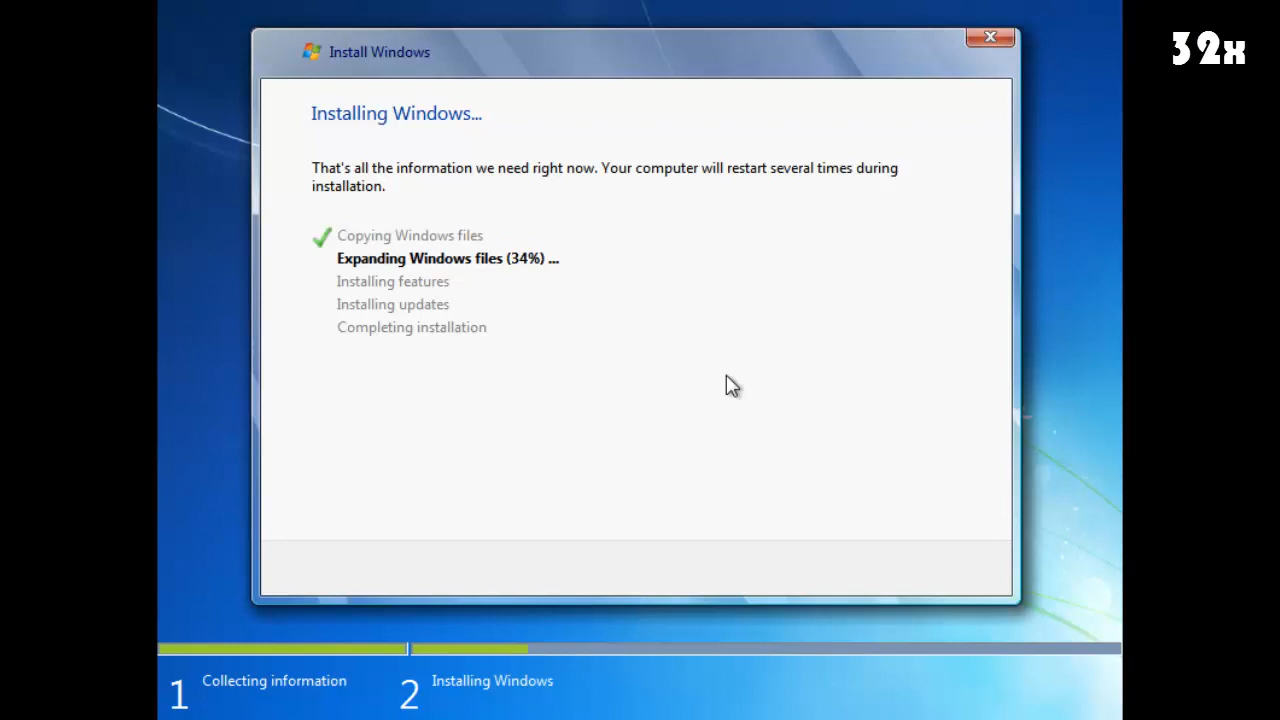 32x
Install Windows
Installing Windows...
That's all the information we need right now. Your computer will restart several times during
installation.
Copying Windows files
Expanding Windows files (34%) ...
Installing features
Installing updates
Completing installation
1 Collecting information
2 Installing Windows